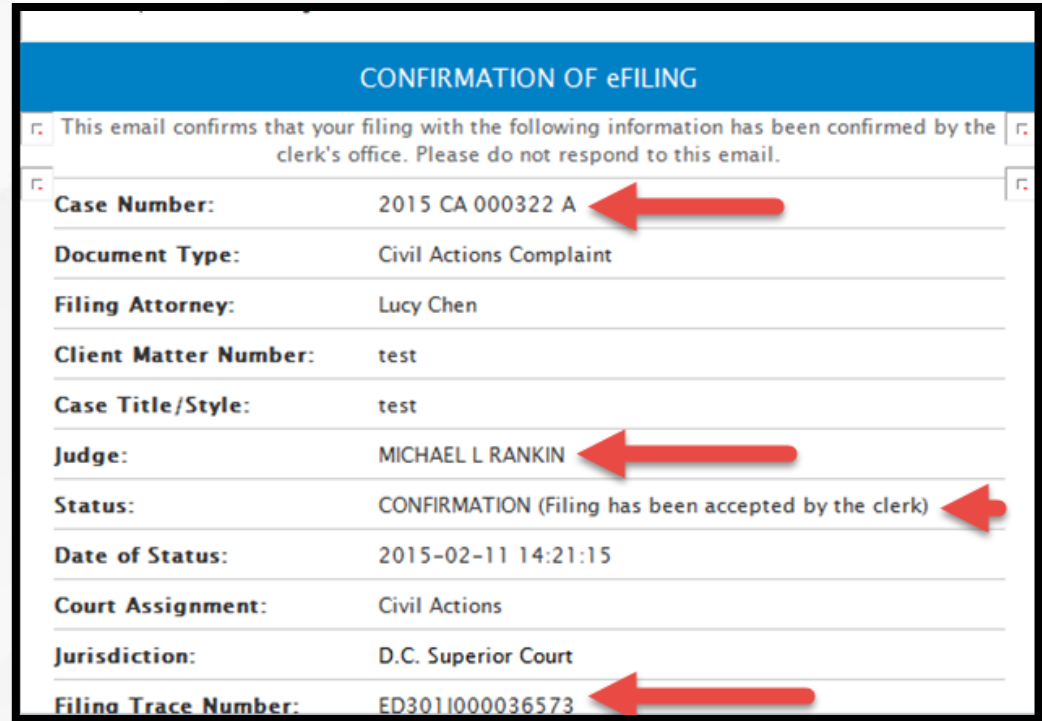 CONFIRMATION OF eFILING
This email confirms that your filing with the following information has been confirmed by the
clerk's office. Please do not respond to this email.
Case Number: 2015 CA 000322 A
Document Type: Civil Actions Complaint
Filing Attorney: Lucy Chen
Client Matter Number: test
Case Title/Style: test
Judge: MICHAEL L RANKIN
Status: CONFIRMATION (Filing has been accepted by the clerk)
Date of Status: 2015-02-11 14:21:15
Court Assignment: Civil Actions
Jurisdiction: D.C. Superior Court
Filing Trace Number: ED301J000036573